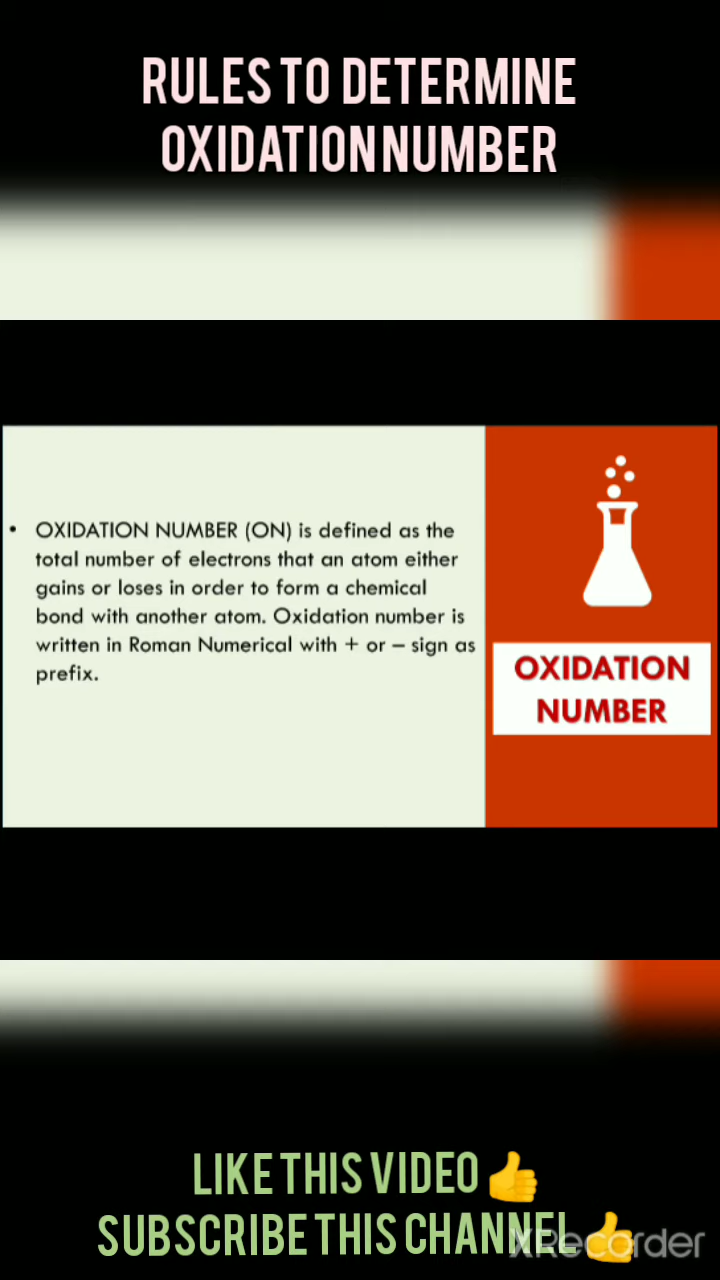 RULES TO DETERMINE
OXIDATION NUMBER
• OXIDATION NUMBER (ON) is defined as the
total number of electrons that an atom either
gains or loses in order to form a chemical
bond with another atom. Oxidation number is
written in Roman Numerical with + or – sign as
prefix.
OXIDATION
NUMBER
LIKE THIS VIDEO 👍
SUBSCRIBE THIS CHANNEL 👍
XRecorder